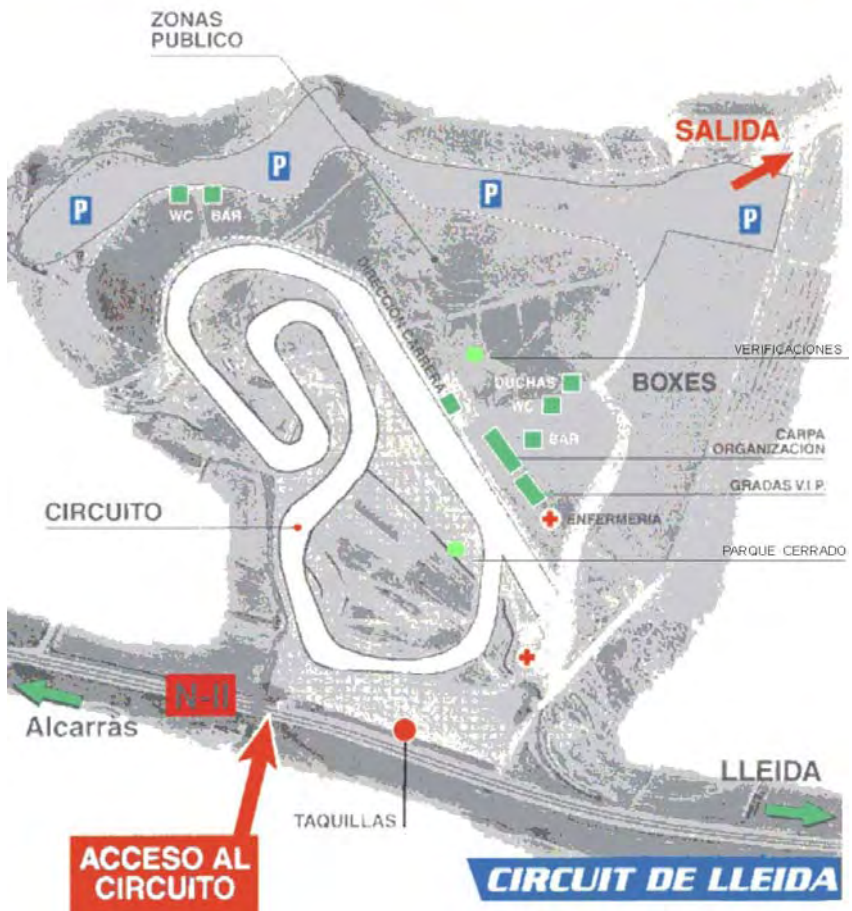 ZONAS
PUBLICO
SALIDA
P
P
P
P
WC
BAR
DIRECCION CARRERA
VERIFICACIONES
DUCHAS
BOXES
WC
BAR
CARPA
ORGANIZACION
GRADAS V.I.P.
CIRCUITO
ENFERMERIA
PARQUE CERRADO
N-II
Alcarràs
LLEIDA
TAQUILLAS
ACCESO AL
CIRCUITO
CIRCUIT DE LLEIDA